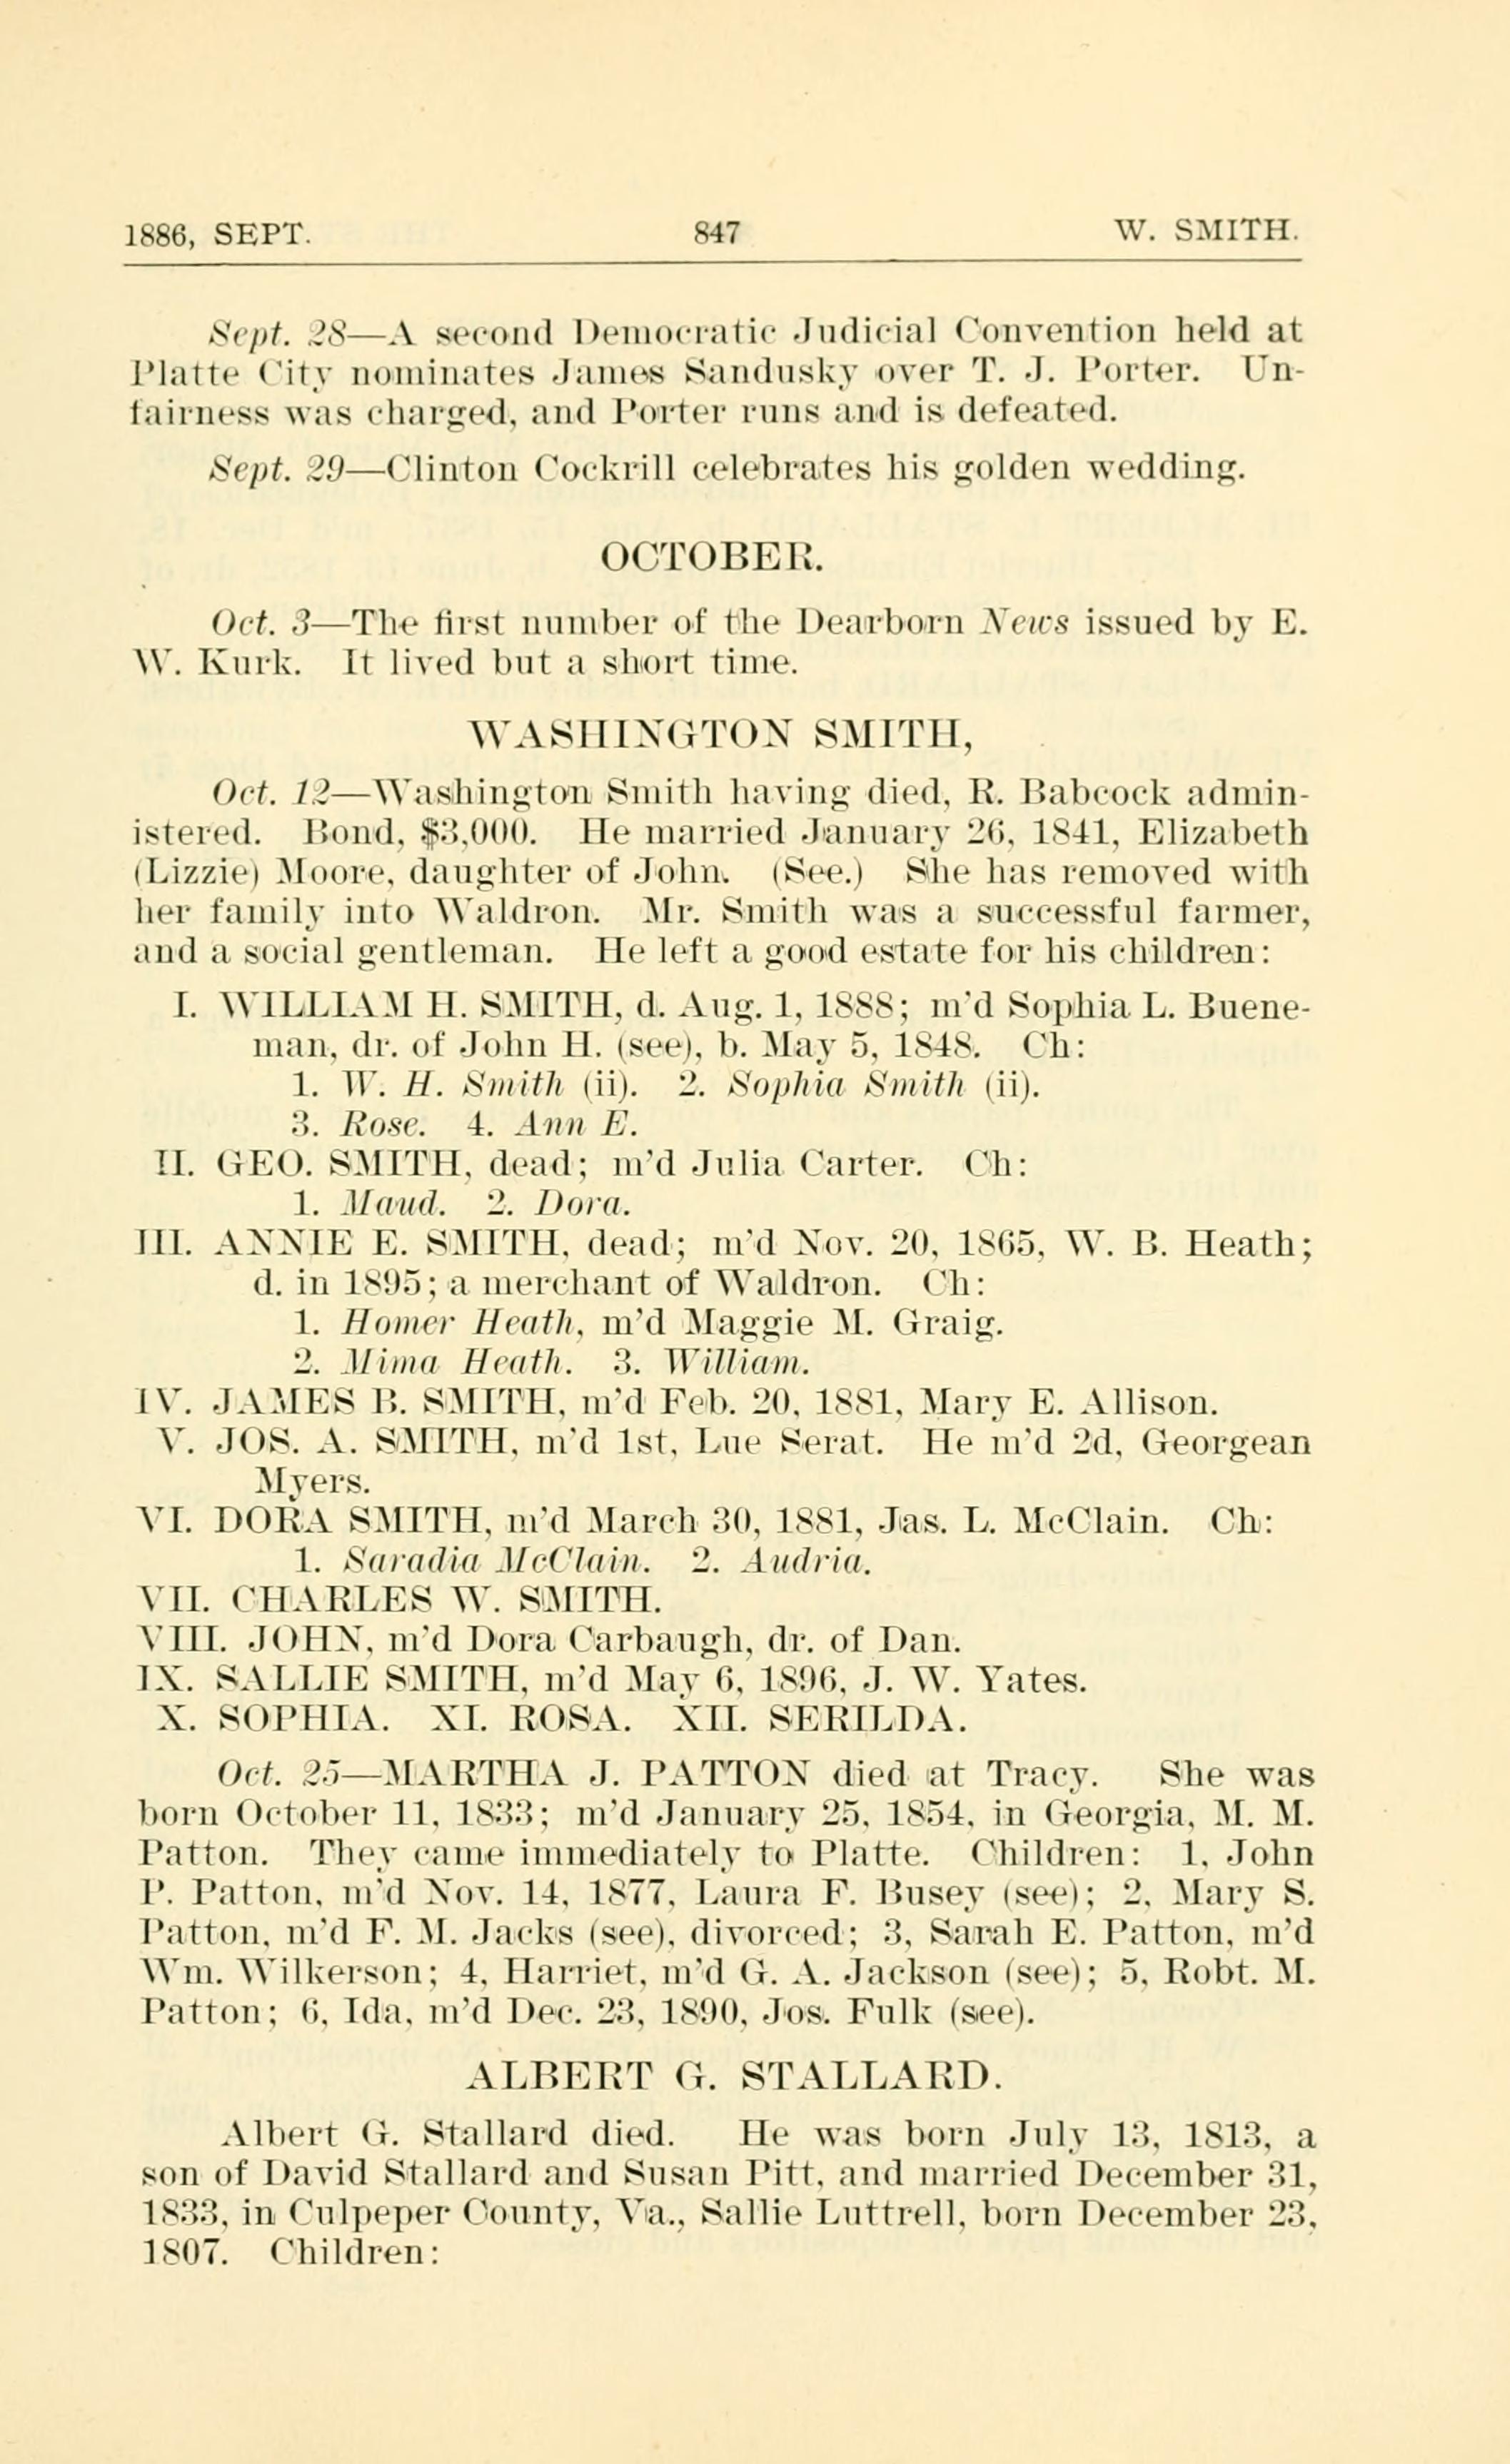 1886, SEPT. 847 W. SMITH.
Sept. 28—A second Democratic Judicial Convention held at
Platte City nominates James Sandusky over T. J. Porter. Un-
fairness was charged, and Porter runs and is defeated.
Sept. 29—Clinton Cockrill celebrates his golden wedding.
OCTOBER.
Oct. 3—The first number of the Dearborn News issued by E.
W. Kurk. It lived but a short time.
WASHINGTON SMITH,
Oct. 12—Washington Smith having died, R. Babcock admin-
istered. Bond, $3,000. He married January 26, 1841, Elizabeth
(Lizzie) Moore, daughter of John. (See.) She has removed with
her family into Waldron. Mr. Smith was a successful farmer,
and a social gentleman. He left a good estate for his children:
I. WILLIAM H. SMITH, d. Aug. 1, 1888; m'd Sophia L. Buene-
man, dr. of John H. (see), b. May 5, 1848. Ch:
1. W. H. Smith (ii). 2. Sophia Smith (ii).
3. Rose. 4. Ann E.
II. GEO. SMITH, dead; m'd Julia Carter. Ch:
1. Maud. 2. Dora.
III. ANNIE E. SMITH, dead; m'd Nov. 20, 1865, W. B. Heath;
d. in 1895; a merchant of Waldron. Ch:
1. Homer Heath, m'd Maggie M. Graig.
2. Mima Heath. 3. William.
IV. JAMES B. SMITH, m'd Feb. 20, 1881, Mary E. Allison.
V. JOS. A. SMITH, m'd 1st, Lue Serat. He m'd 2d, Georgean
Myers.
VI. DORA SMITH, m'd March 30, 1881, Jas. L. McClain. Ch:
1. Saradia McClain. 2. Audria.
VII. CHARLES W. SMITH.
VIII. JOHN, m'd Dora Carbaugh, dr. of Dan.
IX. SALLIE SMITH, m'd May 6, 1896, J. W. Yates.
X. SOPHIA. XI. ROSA. XII. SERILDA.
Oct. 25—MARTHA J. PATTON died at Tracy. She was
born October 11, 1833; m'd January 25, 1854, in Georgia, M. M.
Patton. They came immediately to Platte. Children: 1, John
P. Patton, m'd Nov. 14, 1877, Laura F. Busey (see); 2, Mary S.
Patton, m'd F. M. Jacks (see), divorced; 3, Sarah E. Patton, m'd
Wm. Wilkerson; 4, Harriet, m'd G. A. Jackson (see); 5, Robt. M.
Patton; 6, Ida, m'd Dec. 23, 1890, Jos. Fulk (see).
ALBERT G. STALLARD.
Albert G. Stallard died. He was born July 13, 1813, a
son of David Stallard and Susan Pitt, and married December 31,
1833, in Culpeper County, Va., Sallie Luttrell, born December 23,
1807. Children: